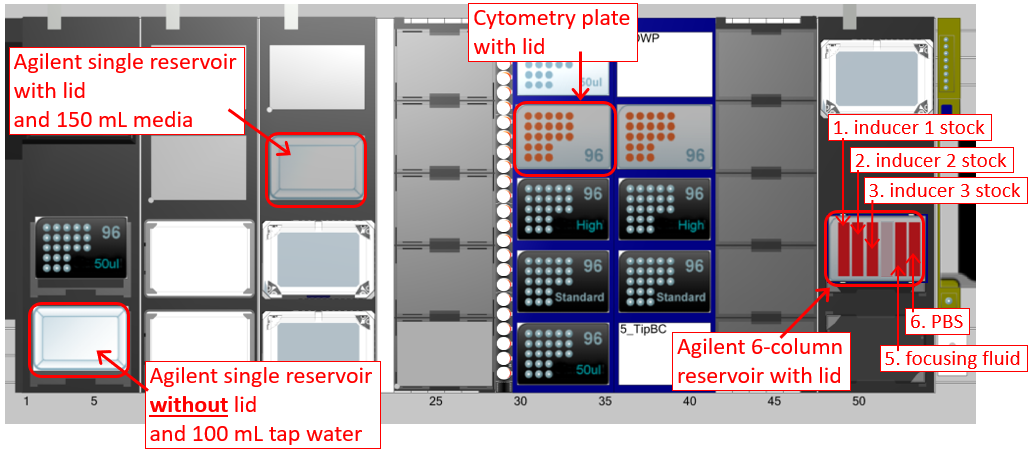 Cytometry plate
with lid
DWP
50ul
Agilent single reservoir
with lid
and 150 mL media
96
96
1. inducer 1 stock
2. inducer 2 stock
3. inducer 3 stock
96
High
96
High
96
50ul
96
Standard
96
Standard
6. PBS
5. focusing fluid
96
50ul
5_TipBC
Agilent 6-column
reservoir with lid
Agilent single reservoir
without lid
and 100 mL tap water
1
5
25
30
35
40
45
50